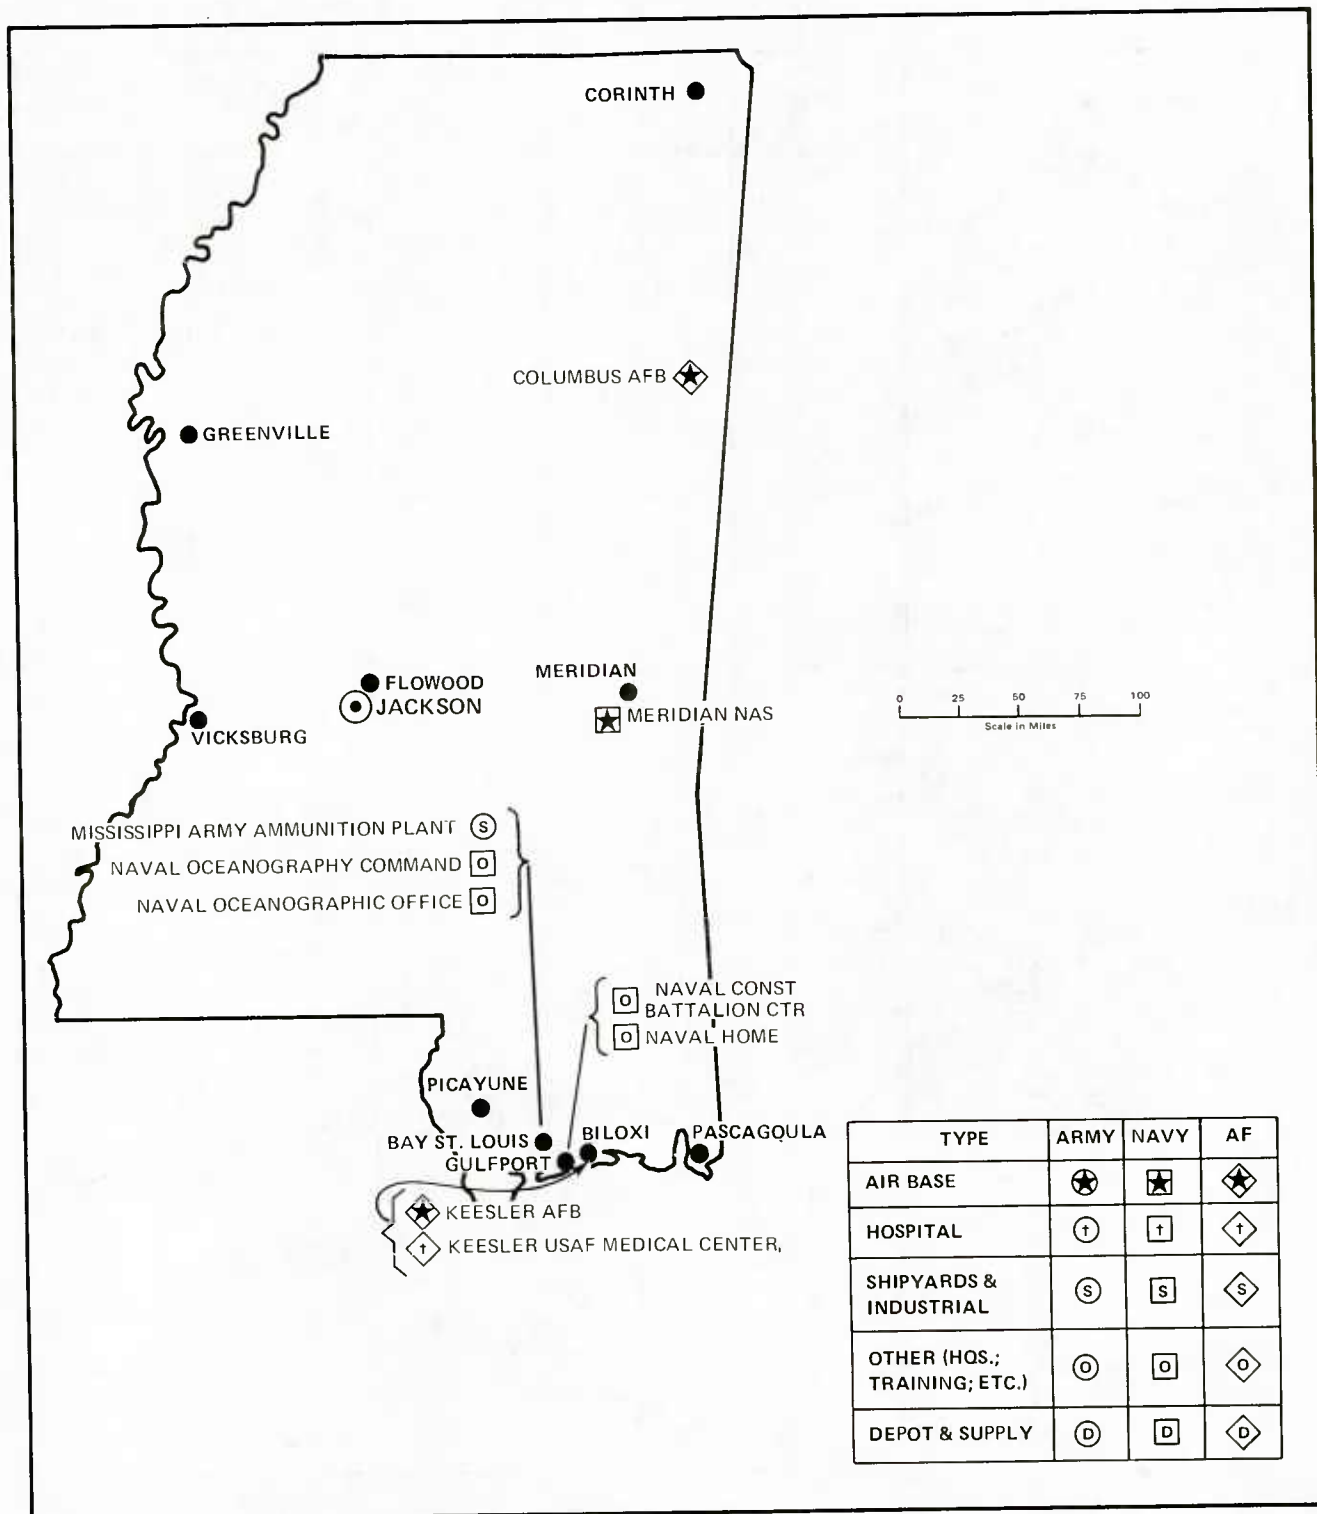 CORINTH
COLUMBUS AFB
GREENVILLE
FLOWOOD
JACKSON
MERIDIAN
MERIDIAN NAS
VICKSBURG
0 25 50 75 100
Scale in Miles
MISSISSIPPI ARMY AMMUNITION PLANT S
NAVAL OCEANOGRAPHY COMMAND O
NAVAL OCEANOGRAPHIC OFFICE O
O NAVAL CONST
BATTALION CTR
O NAVAL HOME
PICAYUNE
BAY ST. LOUIS
GULFPORT
BILOXI
PASCAGOULA
KEESLER AFB
† KEESLER USAF MEDICAL CENTER,
TYPE ARMY NAVY AF
AIR BASE
HOSPITAL † † †
SHIPYARDS &
INDUSTRIAL S S S
OTHER (HQS.;
TRAINING; ETC.) O O O
DEPOT & SUPPLY D D D